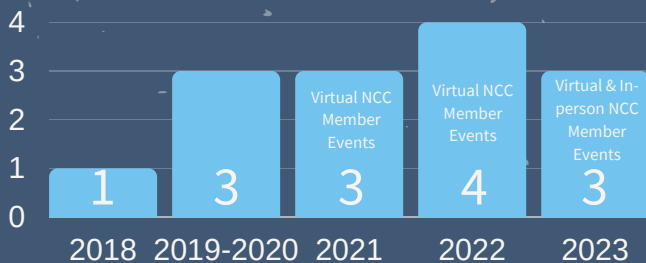 4
3
2
1
0
1
3
Virtual NCC
Member
Events
3
Virtual NCC
Member
Events
4
Virtual & In-
person NCC
Member
Events
3
2018 2019-2020 2021 2022 2023